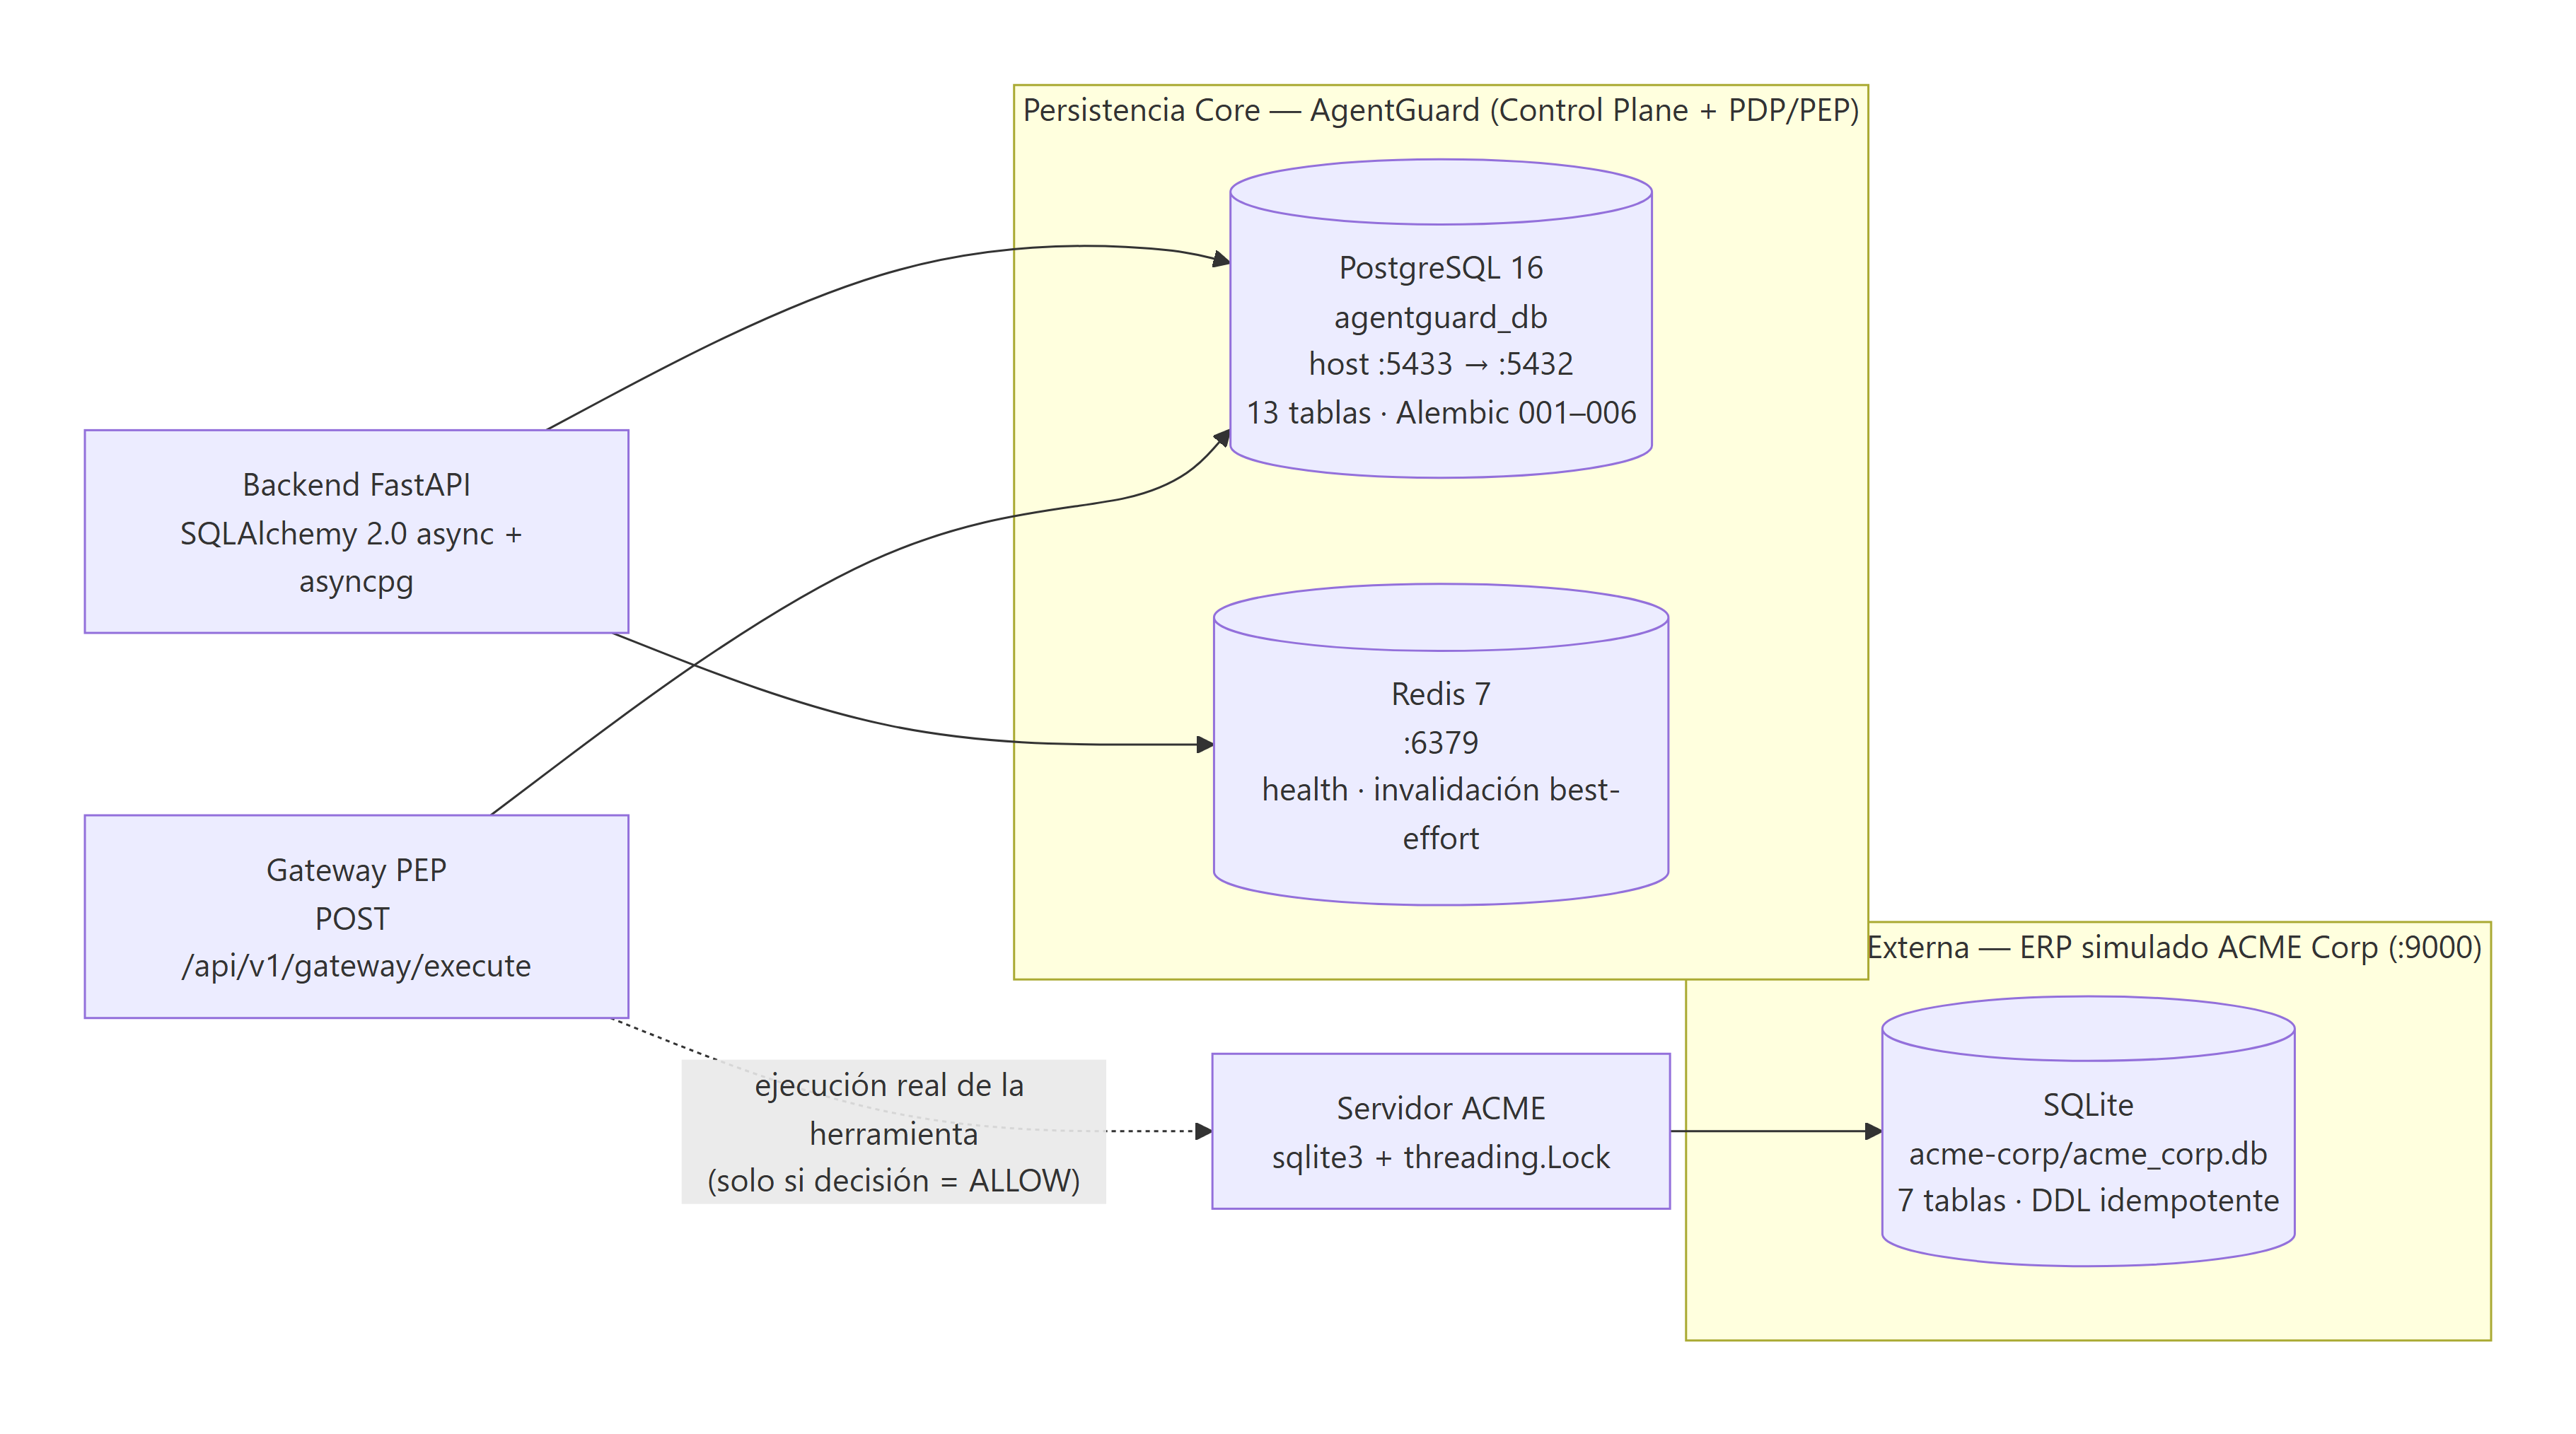 Persistencia Core — AgentGuard (Control Plane + PDP/PEP)
PostgreSQL 16
agentguard_db
host :5433 → :5432
13 tablas · Alembic 001–006
Backend FastAPI
SQLAlchemy 2.0 async +
asyncpg
Redis 7
:6379
health · invalidación best-
effort
Gateway PEP
POST
/api/v1/gateway/execute
Externa — ERP simulado ACME Corp (:9000)
ejecución real de la
herramienta
(solo si decisión = ALLOW)
Servidor ACME
sqlite3 + threading.Lock
SQLite
acme-corp/acme_corp.db
7 tablas · DDL idempotente